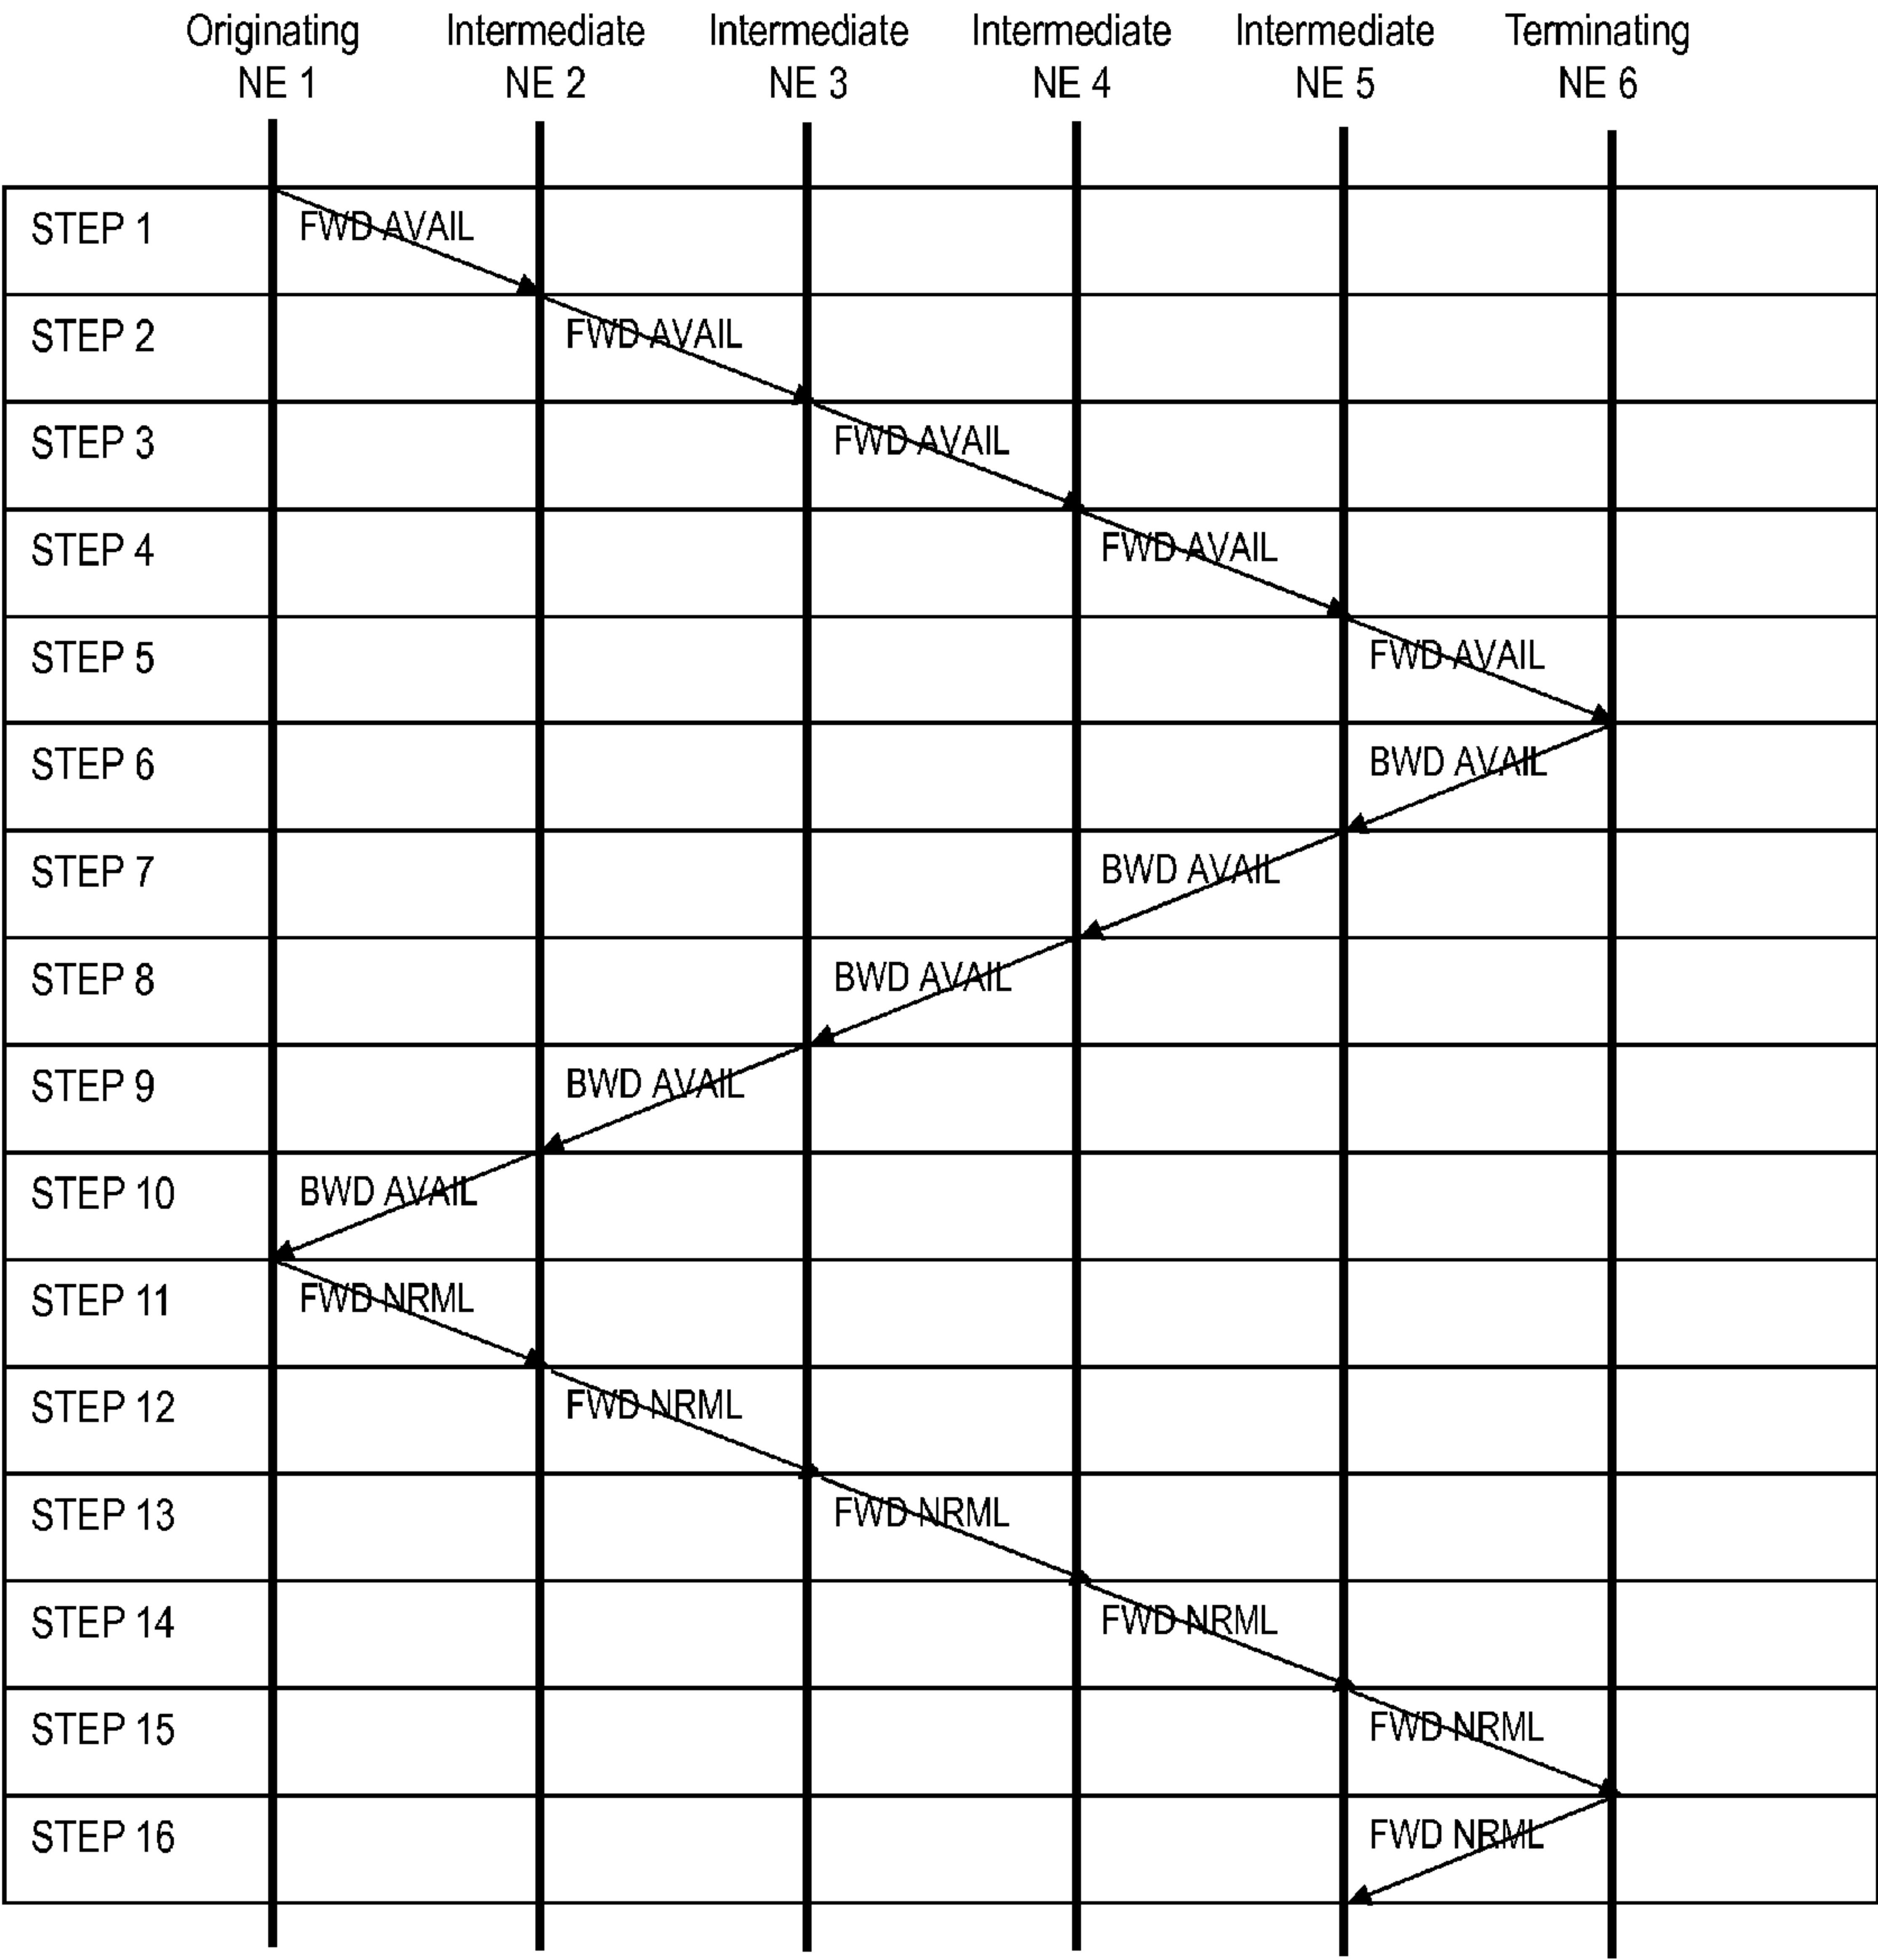 Originating Intermediate Intermediate Intermediate Intermediate Terminating
NE 1 NE 2 NE 3 NE 4 NE 5 NE 6
STEP 1 FWD AVAIL
STEP 2 FWD AVAIL
STEP 3 FWD AVAIL
STEP 4 FWD AVAIL
STEP 5 FWD AVAIL
STEP 6 BWD AVAIL
STEP 7 BWD AVAIL
STEP 8 BWD AVAIL
STEP 9 BWD AVAIL
STEP 10 BWD AVAIL
STEP 11 FWD NRML
STEP 12 FWD NRML
STEP 13 FWD NRML
STEP 14 FWD NRML
STEP 15 FWD NRML
STEP 16 FWD NRML